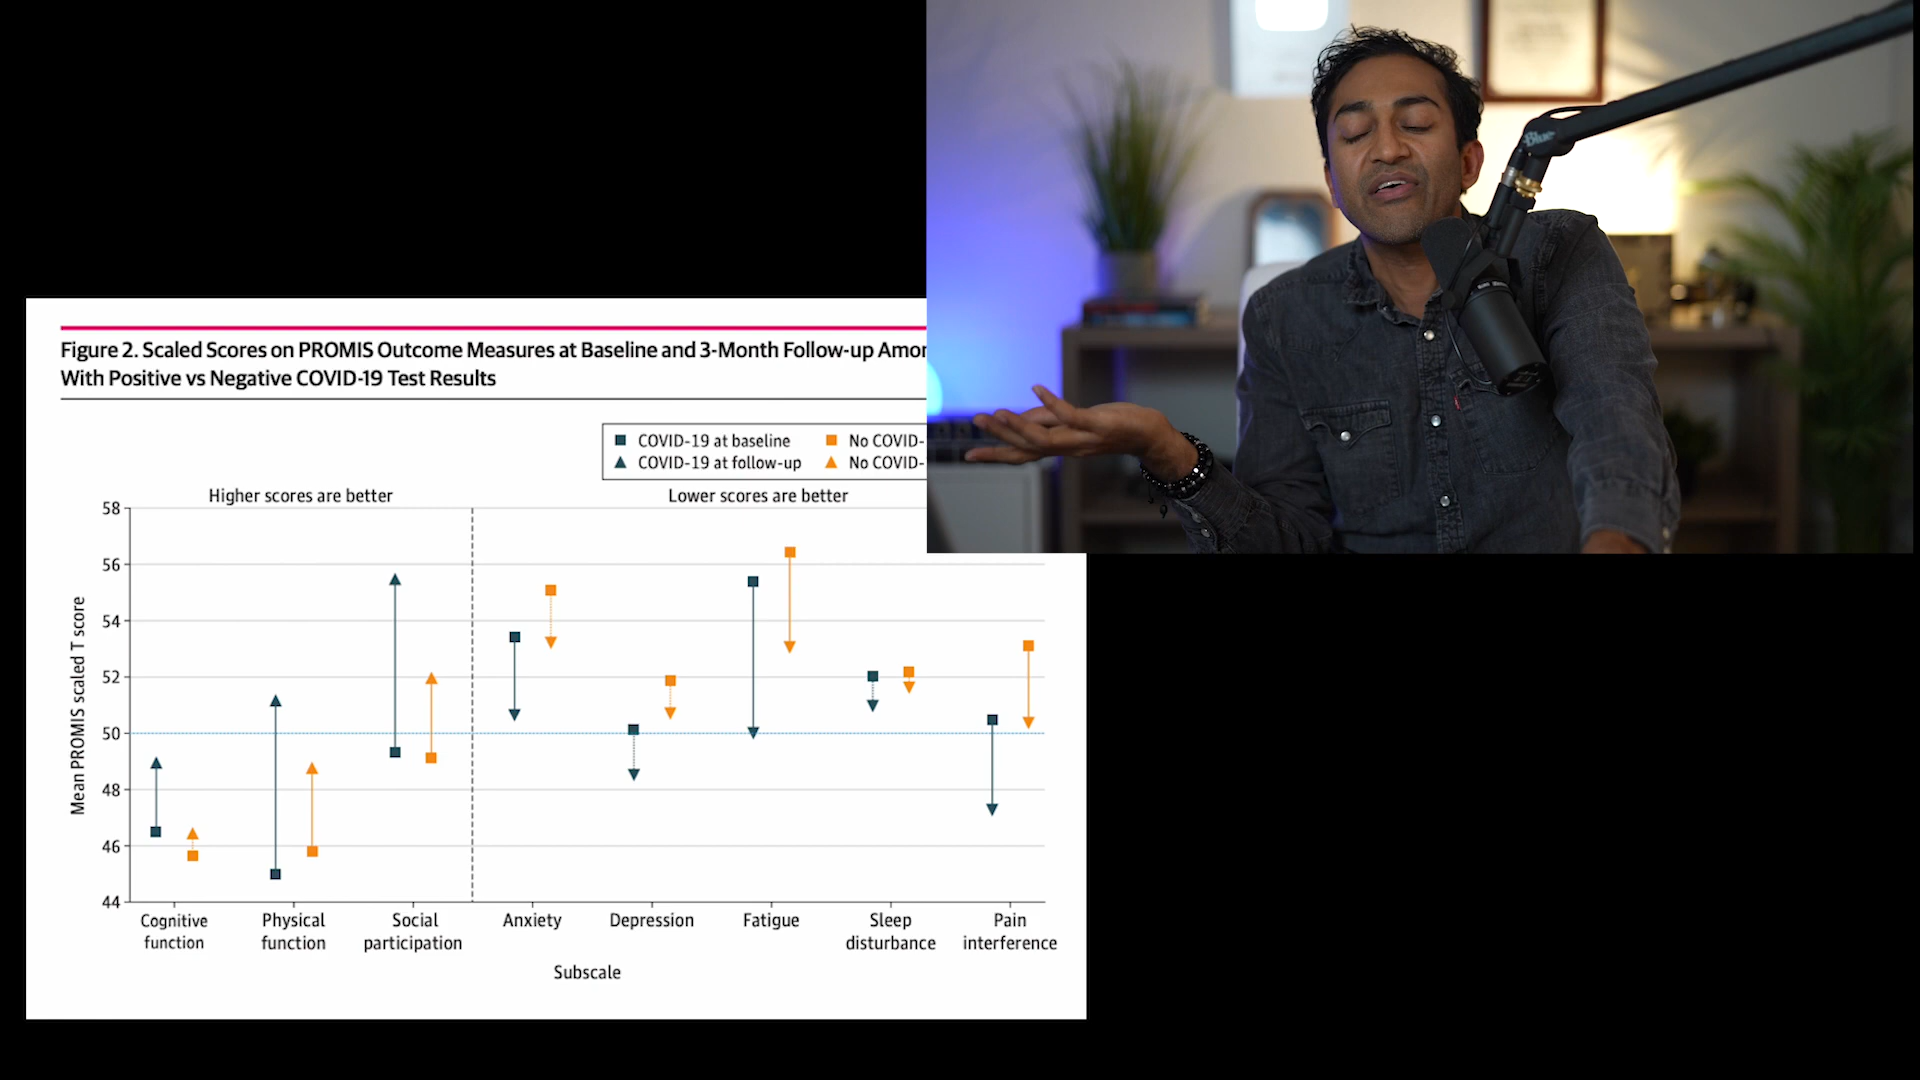 Figure 2. Scaled Scores on PROMIS Outcome Measures at Baseline and 3-Month Follow-up
With Positive vs Negative COVID-19 Test Results
COVID-19 at baseline
No COVID-
COVID-19 at follow-up
No COVID-
Higher scores are better
Lower scores are better
58
56
54
52
50
48
46
44
Mean PROMIS scaled T score
Cognitive
function
Physical
function
Social
participation
Anxiety
Depression
Fatigue
Sleep
disturbance
Pain
interference
Subscale
Blue